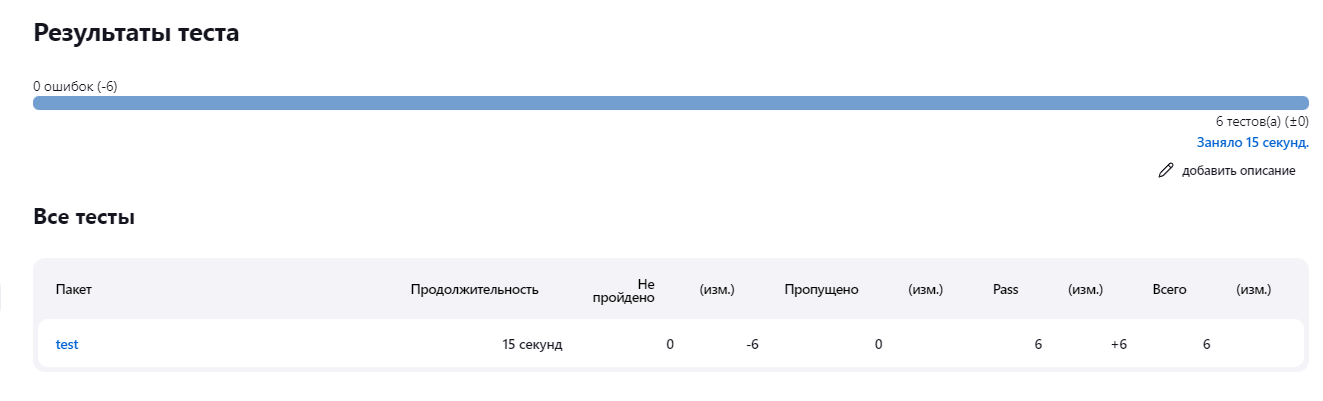 Результаты теста
0 ошибок (-6)
6 тестов(а) (±0)
Заняло 15 секунд.
добавить описание
Все тесты
Пакет Продолжительность Не пройдено (изм.) Пропущено (изм.) Pass (изм.) Всего (изм.)
test 15 секунд 0 -6 0 6 +6 6